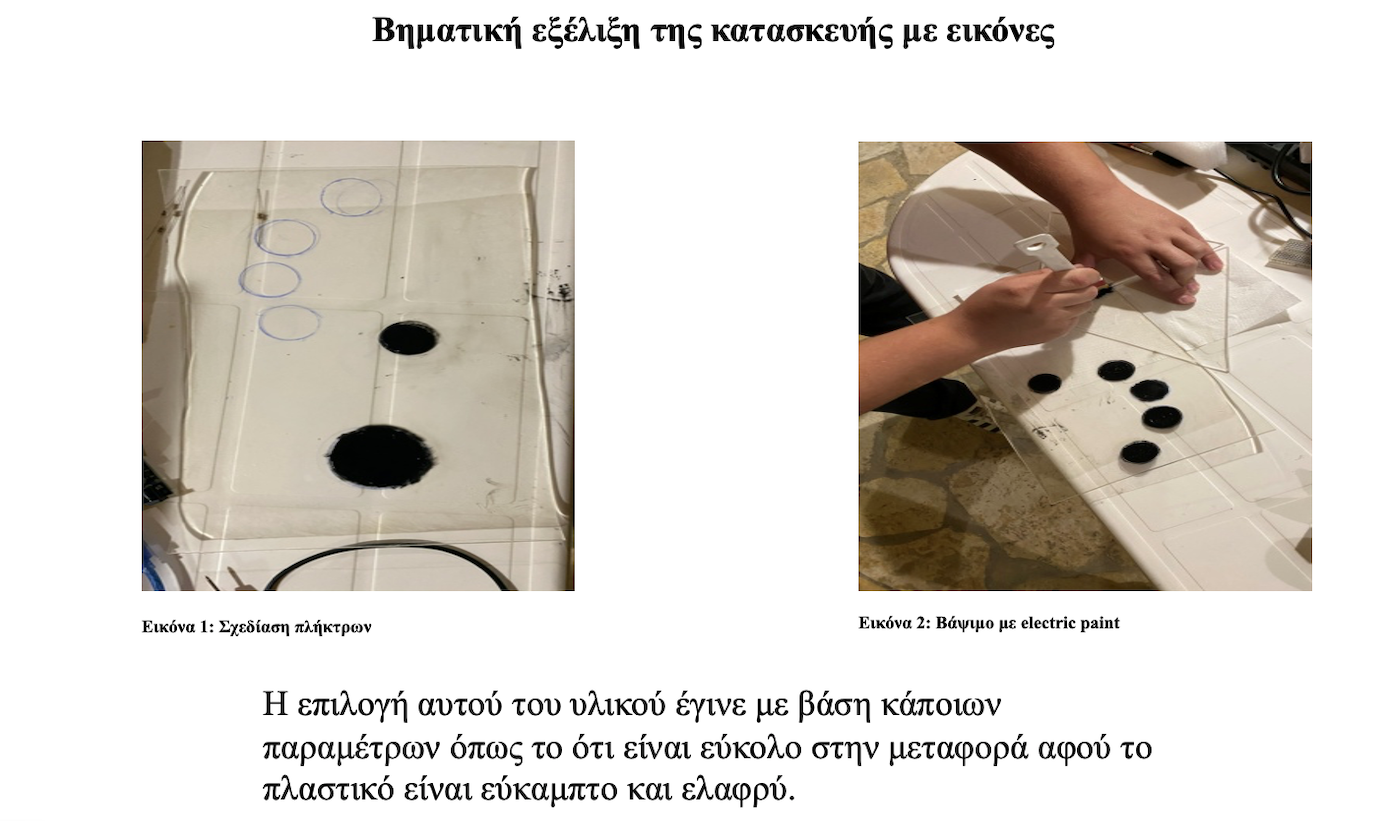 Βηματική εξέλιξη της κατασκευής με εικόνες
Εικόνα 1: Σχεδίαση πλήκτρων
Εικόνα 2: Βάψιμο με electric paint
Η επιλογή αυτού του υλικού έγινε με βάση κάποιων
παραμέτρων όπως το ότι είναι εύκολο στην μεταφορά αφού το
πλαστικό είναι εύκαμπτο και ελαφρύ.